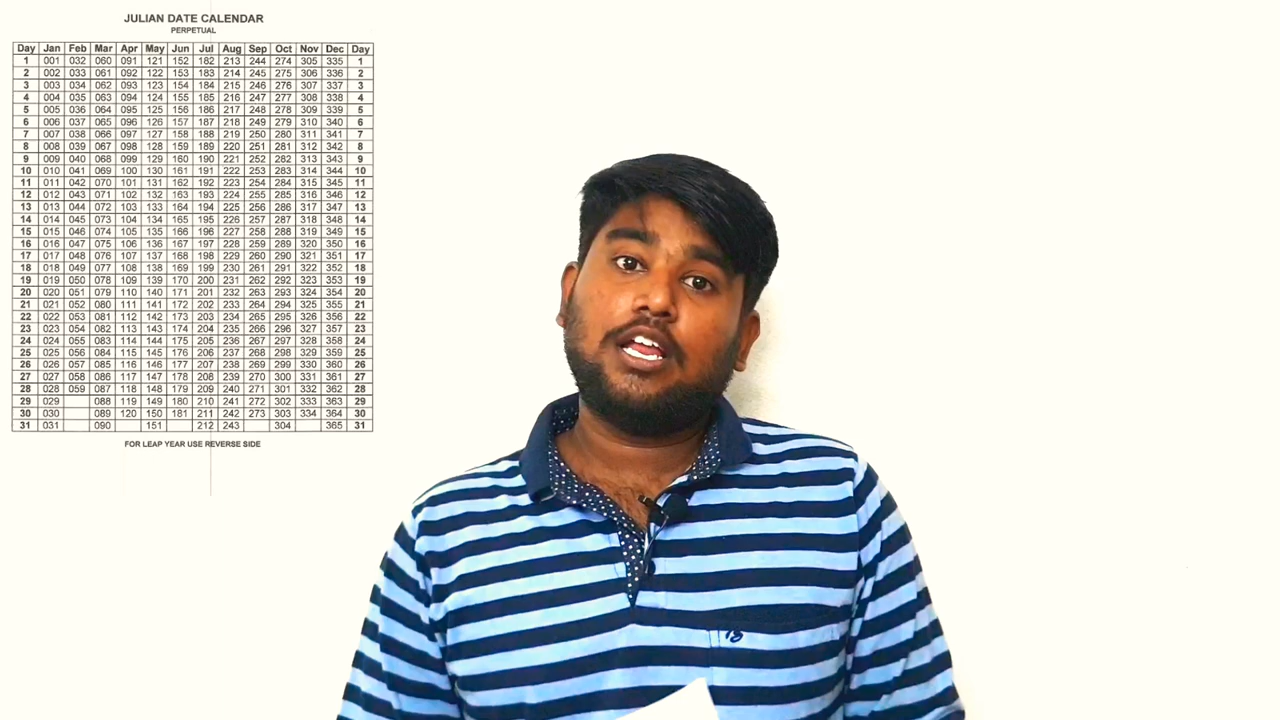 JULIAN DATE CALENDAR
PERPETUAL
Day Jan Feb Mar Apr May Jun Jul Aug Sep Oct Nov Dec Day
1 001 032 060 091 121 152 182 213 244 274 305 335 1
2 002 033 061 092 122 153 183 214 245 275 306 336 2
3 003 034 062 093 123 154 184 215 246 276 307 337 3
4 004 035 063 094 124 155 185 216 247 277 308 338 4
5 005 036 064 095 125 156 186 217 248 278 309 339 5
6 006 037 065 096 126 157 187 218 249 279 310 340 6
7 007 038 066 097 127 158 188 219 250 280 311 341 7
8 008 039 067 098 128 159 189 220 251 281 312 342 8
9 009 040 068 099 129 160 190 221 252 282 313 343 9
10 010 041 069 100 130 161 191 222 253 283 314 344 10
11 011 042 070 101 131 162 192 223 254 284 315 345 11
12 012 043 071 102 132 163 193 224 255 285 316 346 12
13 013 044 072 103 133 164 194 225 256 286 317 347 13
14 014 045 073 104 134 165 195 226 257 287 318 348 14
15 015 046 074 105 135 166 196 227 258 288 319 349 15
16 016 047 075 106 136 167 197 228 259 289 320 350 16
17 017 048 076 107 137 168 198 229 260 290 321 351 17
18 018 049 077 108 138 169 199 230 261 291 322 352 18
19 019 050 078 109 139 170 200 231 262 292 323 353 19
20 020 051 079 110 140 171 201 232 263 293 324 354 20
21 021 052 080 111 141 172 202 233 264 294 325 355 21
22 022 053 081 112 142 173 203 234 265 295 326 356 22
23 023 054 082 113 143 174 204 235 266 296 327 357 23
24 024 055 083 114 144 175 205 236 267 297 328 358 24
25 025 056 084 115 145 176 206 237 268 298 329 359 25
26 026 057 085 116 146 177 207 238 269 299 330 360 26
27 027 058 086 117 147 178 208 239 270 300 331 361 27
28 028 059 087 118 148 179 209 240 271 301 332 362 28
29 029 088 119 149 180 210 241 272 302 333 363 29
30 030 089 120 150 181 211 242 273 303 334 364 30
31 031 090 151 212 243 304 365 31
FOR LEAP YEAR USE REVERSE SIDE